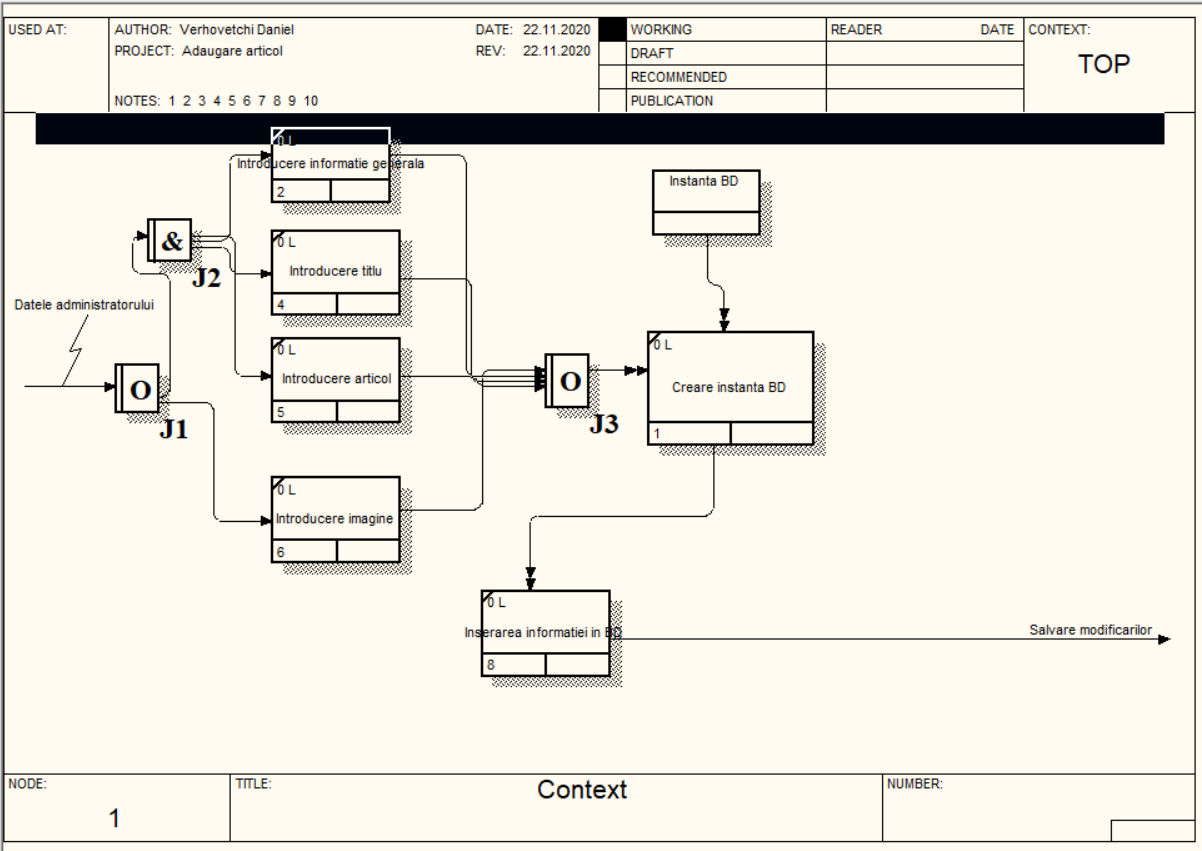 USED AT:
AUTHOR: Verhovetchi Daniel
DATE: 22.11.2020
PROJECT: Adaugare articol
REV: 22.11.2020
NOTES: 1 2 3 4 5 6 7 8 9 10
WORKING
DRAFT
RECOMMENDED
PUBLICATION
READER
DATE
CONTEXT:
TOP
0 L
Introducere informatie generala
2
Instanta BD
&
J2
0 L
Introducere titlu
4
Datele administratorului
O
J1
0 L
Introducere articol
5
O
J3
0 L
Creare instanta BD
1
0 L
Introducere imagine
6
0 L
Inserarea informatiei in BD
8
Salvare modificarilor
NODE:
1
TITLE:
Context
NUMBER: